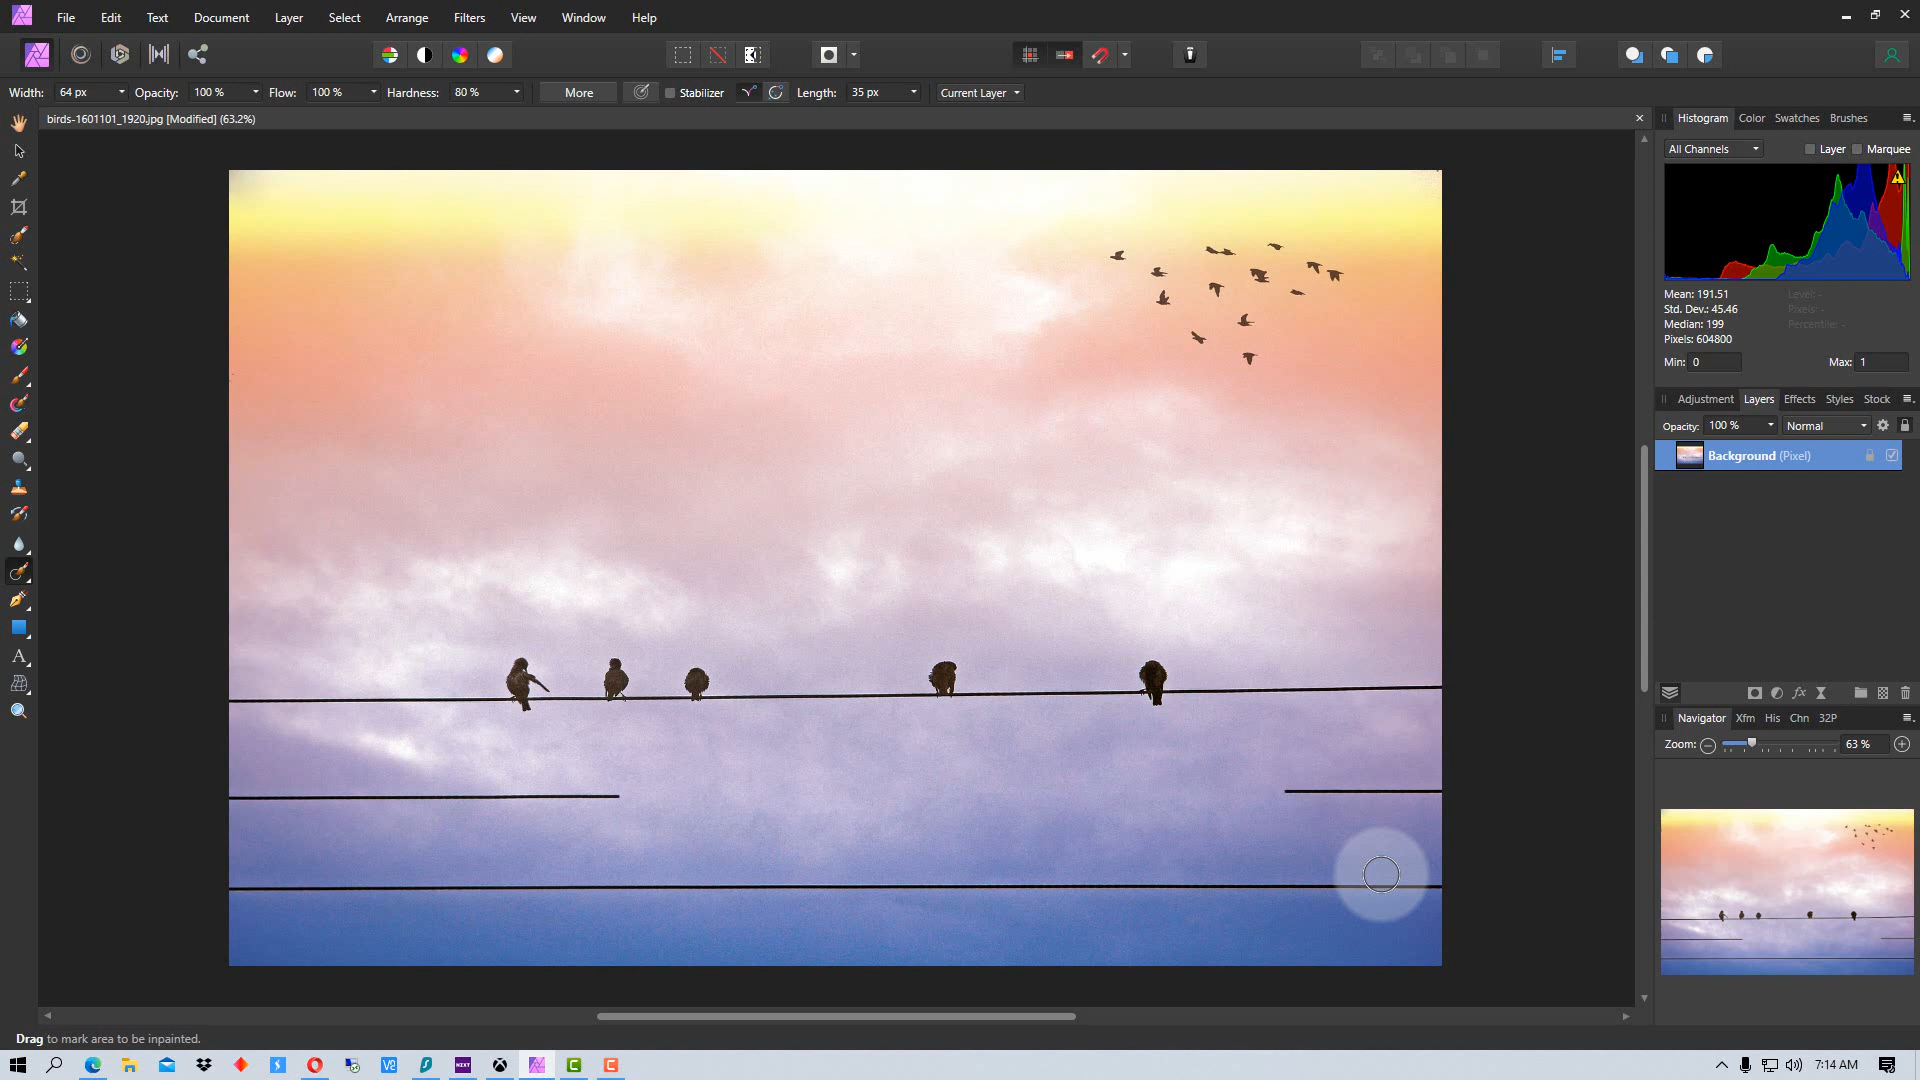 File Edit Text Document Layer Select Arrange Filters View Window Help
Width: 64 px Opacity: 100 % Flow: 100 % Hardness: 80 % More Stabilizer Length: 35 px Current Layer
birds-1601101_1920.jpg [Modified] (63.2%)
Histogram Color Swatches Brushes
All Channels Layer Marquee
Mean: 191.51 Level: -
Std. Dev.: 45.46 Pixels: -
Median: 199 Percentile: -
Pixels: 604800
Min: 0 Max: 1
Adjustment Layers Effects Styles Stock
Opacity: 100 % Normal
Background (Pixel)
Navigator Xfm His Chn 32P
Zoom: 63 %
Drag to mark area to be inpainted.
7:14 AM